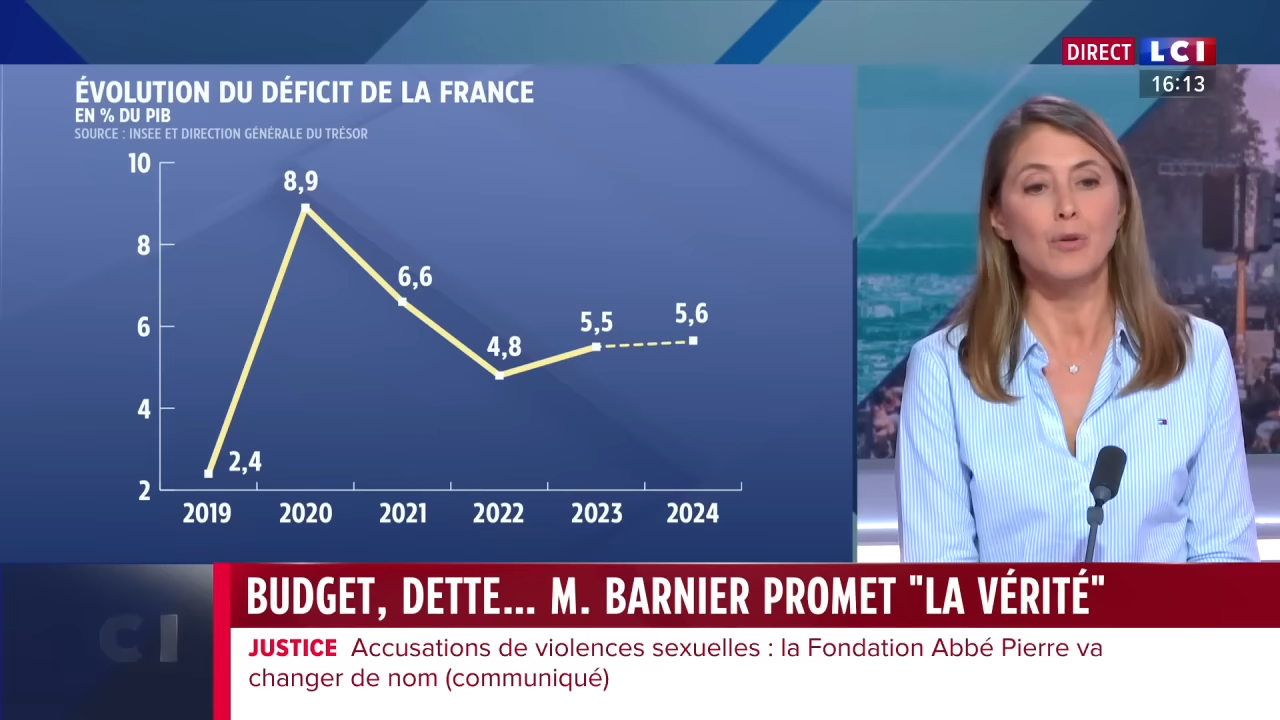 DIRECT LCI
16:13
ÉVOLUTION DU DÉFICIT DE LA FRANCE
EN % DU PIB
SOURCE : INSEE ET DIRECTION GÉNÉRALE DU TRÉSOR
10
8
6
4
2
2,4
8,9
6,6
4,8
5,5
5,6
2019 2020 2021 2022 2023 2024
BUDGET, DETTE... M. BARNIER PROMET "LA VÉRITÉ"
CI
JUSTICE Accusations de violences sexuelles : la Fondation Abbé Pierre va
changer de nom (communiqué)